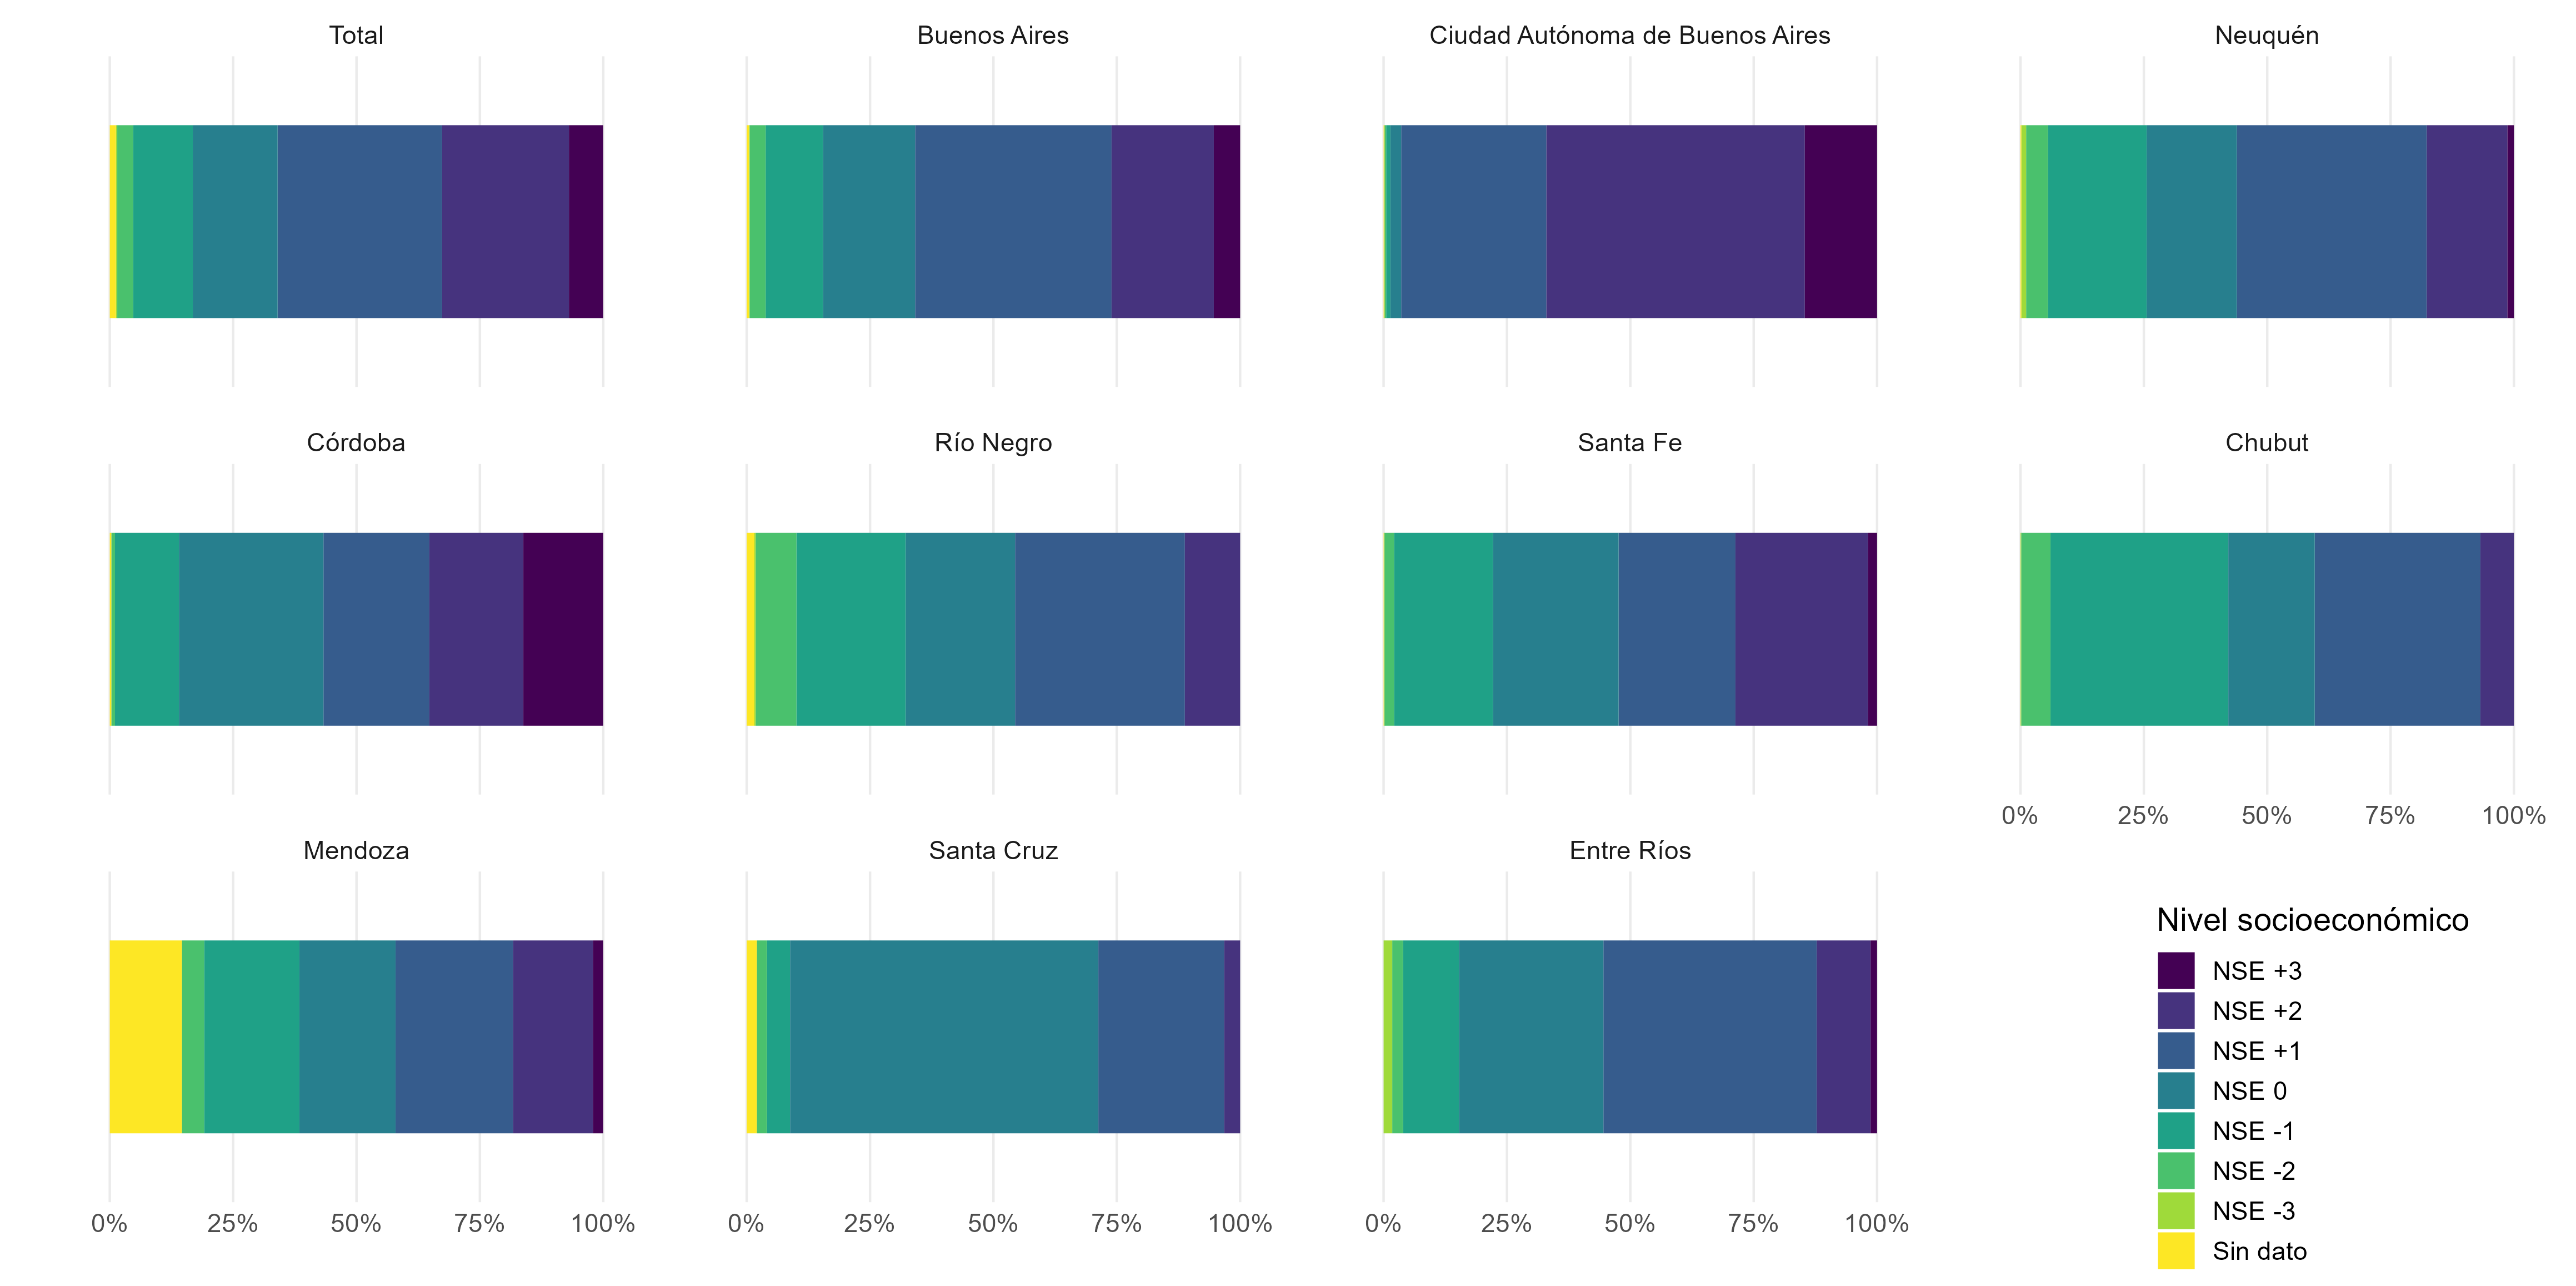 Total
Buenos Aires
Ciudad Autónoma de Buenos Aires
Neuquén
Córdoba
Río Negro
Santa Fe
Chubut
0% 25% 50% 75% 100%
Mendoza
Santa Cruz
Entre Ríos
0% 25% 50% 75% 100%
0% 25% 50% 75% 100%
0% 25% 50% 75% 100%
Nivel socioeconómico
NSE +3
NSE +2
NSE +1
NSE 0
NSE -1
NSE -2
NSE -3
Sin dato